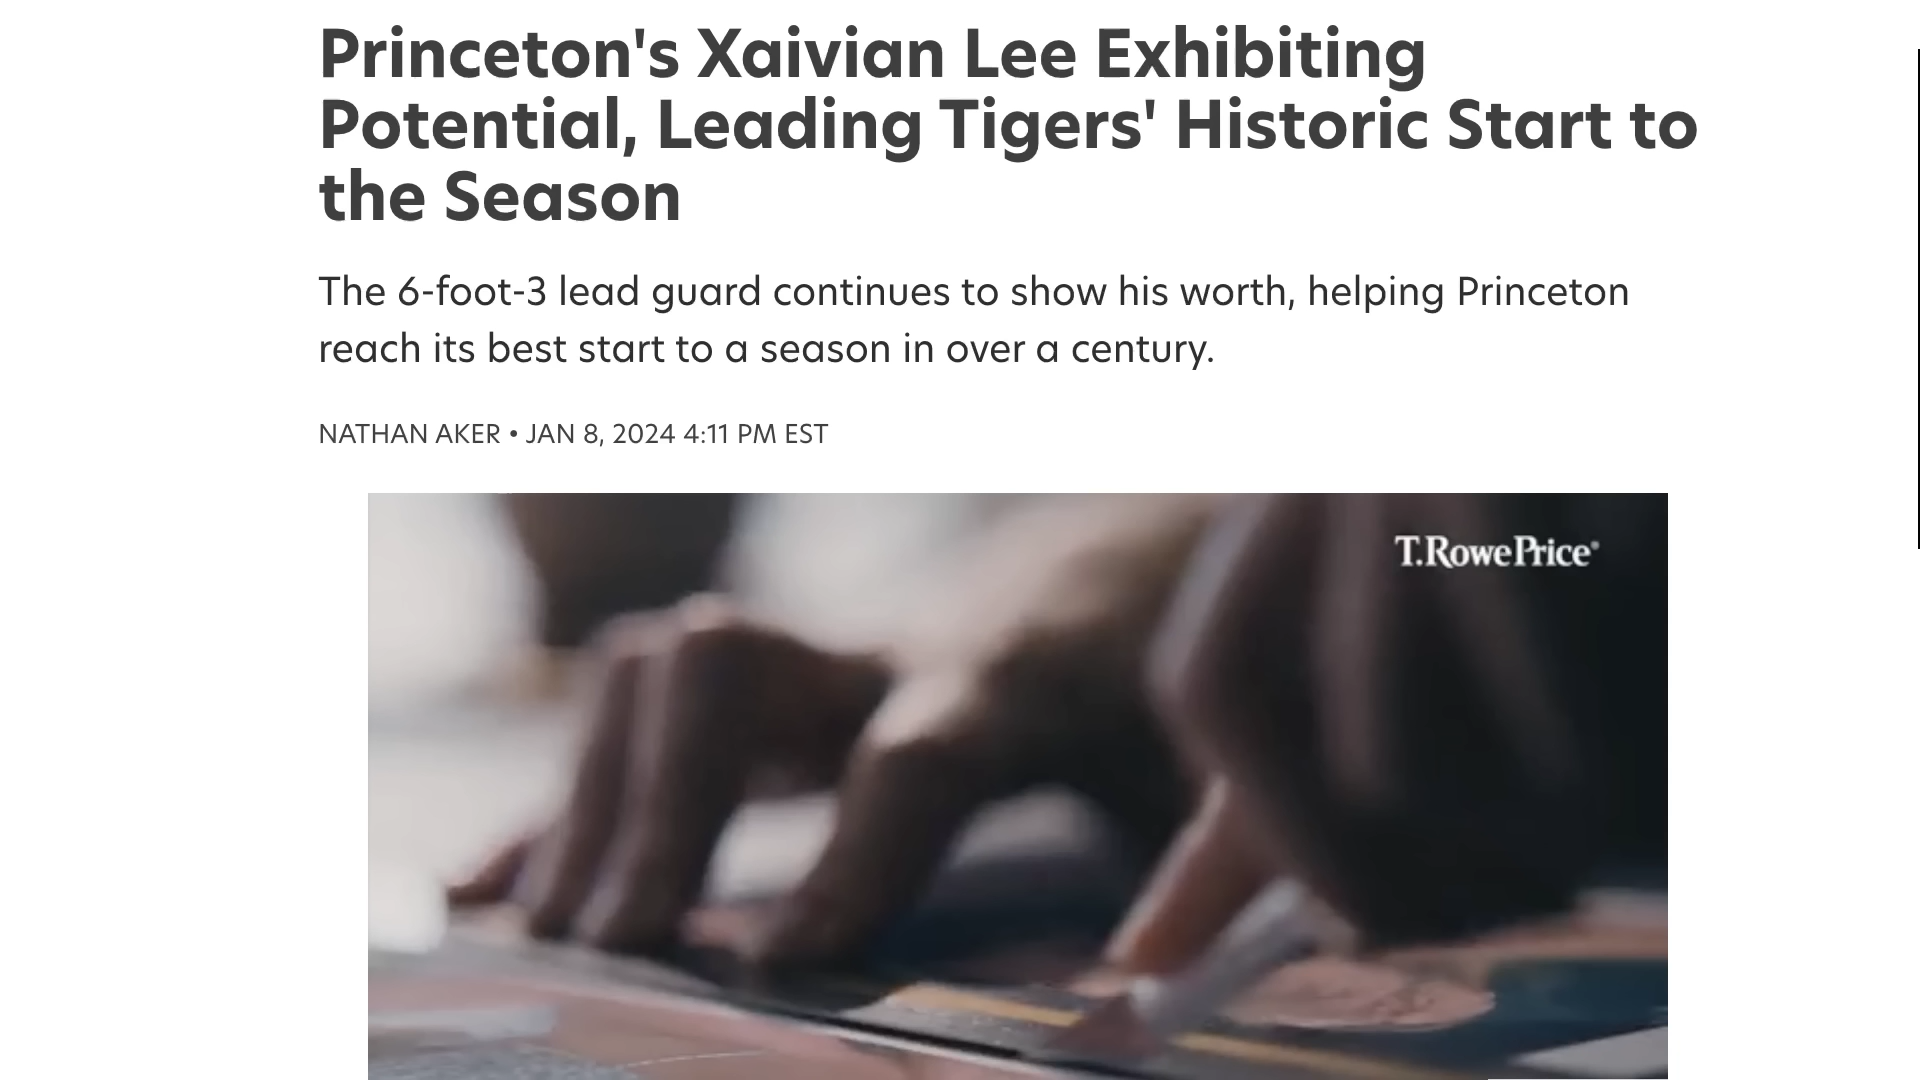 Princeton's Xaivian Lee Exhibiting
Potential, Leading Tigers' Historic Start to
the Season
The 6-foot-3 lead guard continues to show his worth, helping Princeton
reach its best start to a season in over a century.
NATHAN AKER • JAN 8, 2024 4:11 PM EST
T.RowePrice®